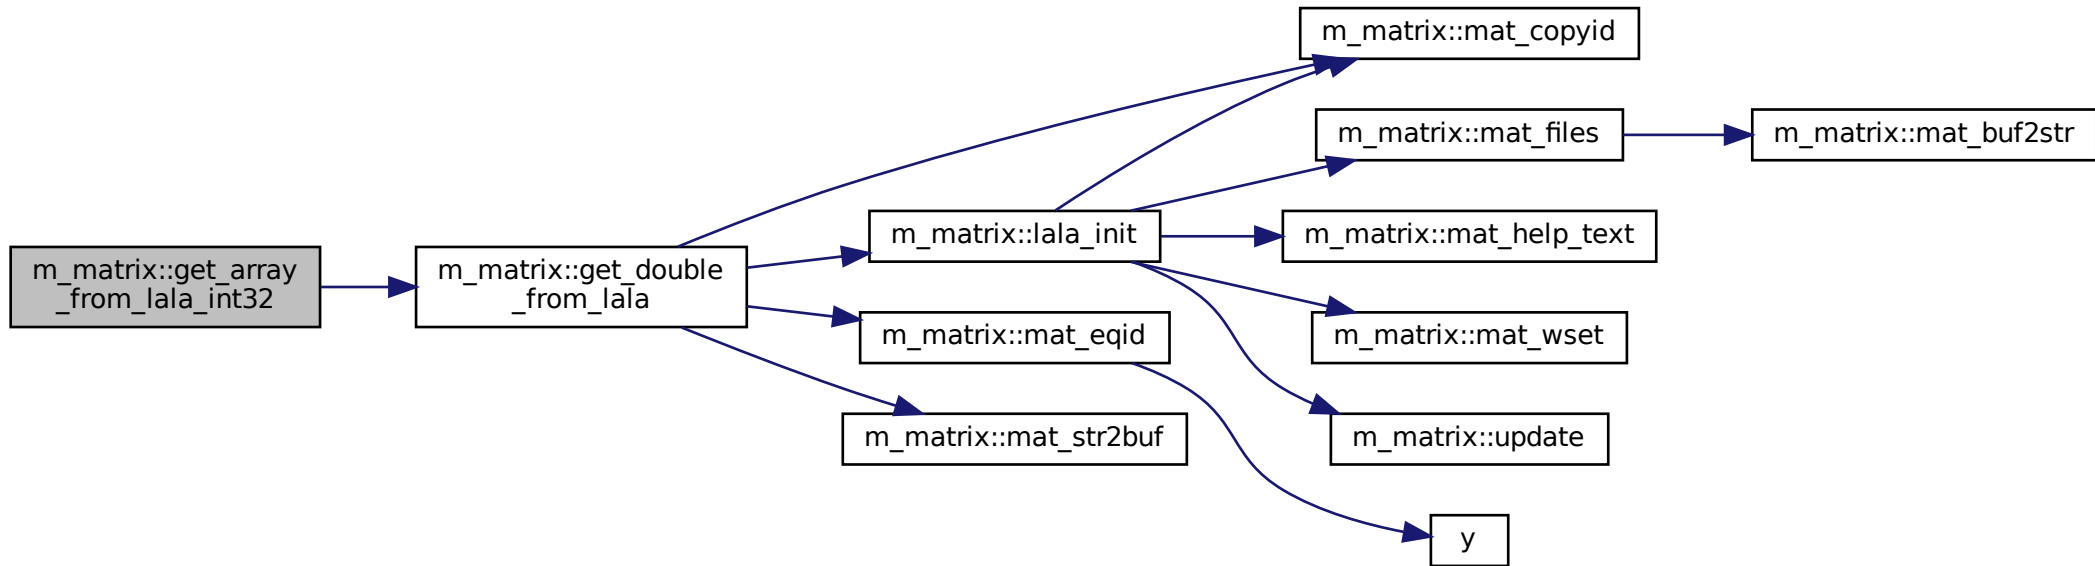 m_matrix::get_array
_from_lala_int32
m_matrix::get_double
_from_lala
m_matrix::mat_copyid
m_matrix::lala_init
m_matrix::mat_files
m_matrix::mat_buf2str
m_matrix::mat_help_text
m_matrix::mat_wset
m_matrix::update
m_matrix::mat_eqid
y
m_matrix::mat_str2buf